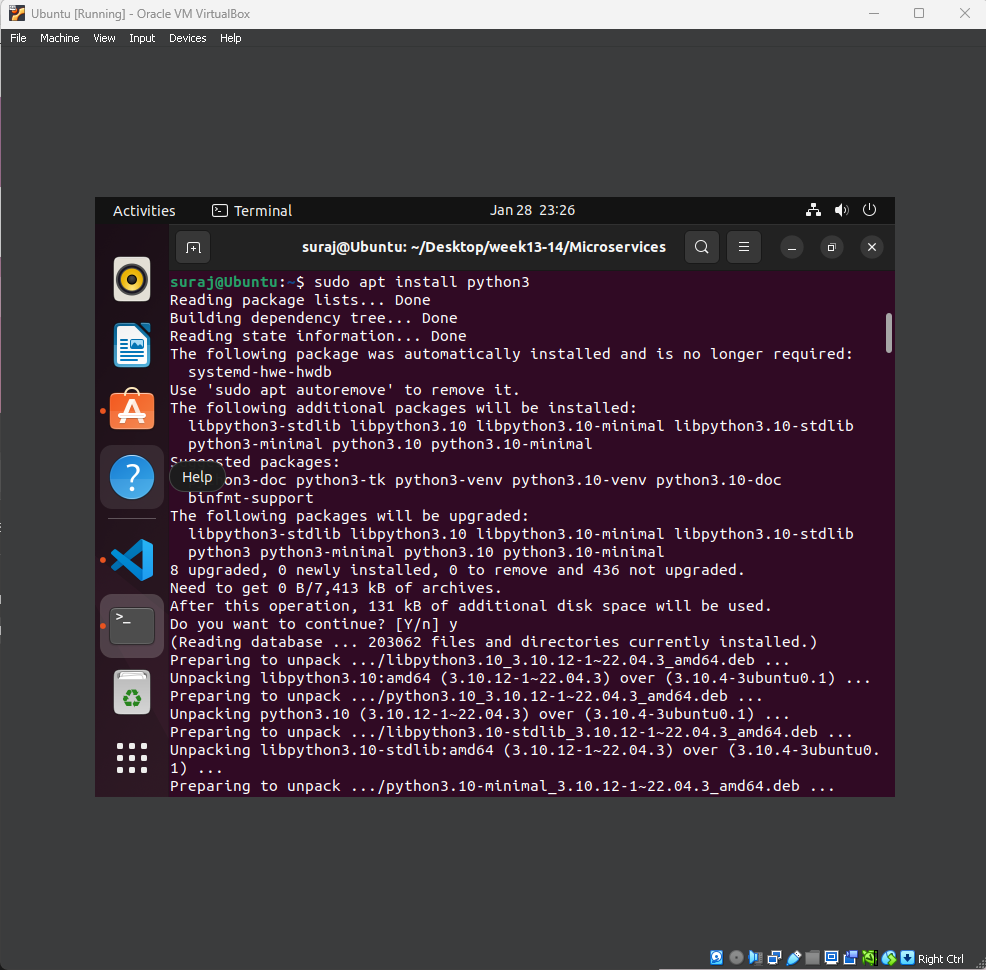 Ubuntu [Running] - Oracle VM VirtualBox
File Machine View Input Devices Help
Activities Terminal Jan 28 23:26
suraj@Ubuntu: ~/Desktop/week13-14/Microservices
suraj@Ubuntu:~$ sudo apt install python3
Reading package lists... Done
Building dependency tree... Done
Reading state information... Done
The following package was automatically installed and is no longer required:
systemd-hwe-hwdb
Use 'sudo apt autoremove' to remove it.
The following additional packages will be installed:
libpython3-stdlib libpython3.10 libpython3.10-minimal libpython3.10-stdlib
python3-minimal python3.10 python3.10-minimal
Suggested packages:
Help
on3-doc python3-tk python3-venv python3.10-venv python3.10-doc
binfmt-support
The following packages will be upgraded:
libpython3-stdlib libpython3.10 libpython3.10-minimal libpython3.10-stdlib
python3 python3-minimal python3.10 python3.10-minimal
8 upgraded, 0 newly installed, 0 to remove and 436 not upgraded.
Need to get 0 B/7,413 kB of archives.
After this operation, 131 kB of additional disk space will be used.
Do you want to continue? [Y/n] y
(Reading database ... 203062 files and directories currently installed.)
Preparing to unpack .../libpython3.10_3.10.12-1~22.04.3_amd64.deb ...
Unpacking libpython3.10:amd64 (3.10.12-1~22.04.3) over (3.10.4-3ubuntu0.1) ...
Preparing to unpack .../python3.10_3.10.12-1~22.04.3_amd64.deb ...
Unpacking python3.10 (3.10.12-1~22.04.3) over (3.10.4-3ubuntu0.1) ...
Preparing to unpack .../libpython3.10-stdlib_3.10.12-1~22.04.3_amd64.deb ...
Unpacking libpython3.10-stdlib:amd64 (3.10.12-1~22.04.3) over (3.10.4-3ubuntu0.
1) ...
Preparing to unpack .../python3.10-minimal_3.10.12-1~22.04.3_amd64.deb ...
Right Ctrl